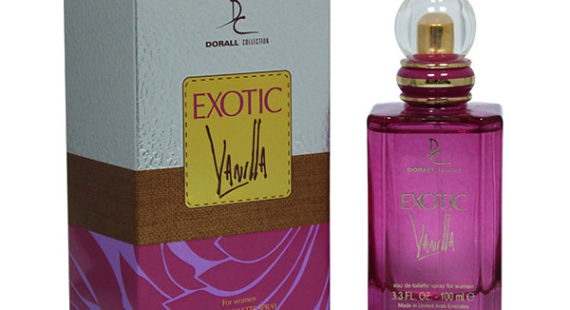 DC
DORALL COLLECTION
EXOTIC
Vanilla
For women
DC
DORALL
EXOTIC
Vanilla
eau de toilette spray for women
3.3 FL. OZ. - 100 ml e
Made in United Arab Emirates